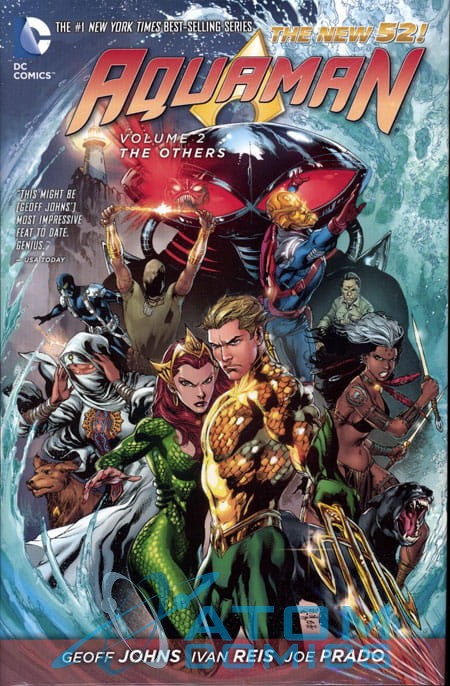 THE #1 NEW YORK TIMES BEST-SELLING SERIES
THE NEW 52!
DC
DC COMICS™
AQUAMAN
VOLUME 2
THE OTHERS
"THIS MIGHT BE
[GEOFF JOHNS']
MOST IMPRESSIVE
FEAT TO DATE.
GENIUS."
– USA TODAY
ATOM
COMICS
GEOFF JOHNS IVAN REIS JOE PRADO